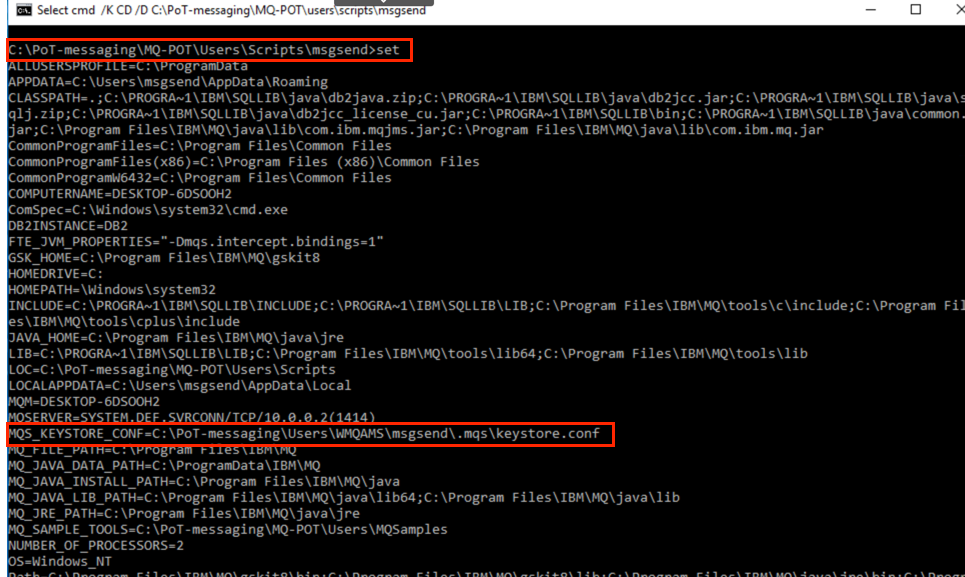 Select cmd /K CD /D C:\PoT-messaging\MQ-POT\users\scripts\msgsend
C:\PoT-messaging\MQ-POT\Users\Scripts\msgsend>set
ALLUSERSPROFILE=C:\ProgramData
APPDATA=C:\Users\msgsend\AppData\Roaming
CLASSPATH=.;C:\PROGRA~1\IBM\SQLLIB\java\db2java.zip;C:\PROGRA~1\IBM\SQLLIB\java\db2jcc.jar;C:\PROGRA~1\IBM\SQLLIB\java\s
qlj.zip;C:\PROGRA~1\IBM\SQLLIB\java\db2jcc_license_cu.jar;C:\PROGRA~1\IBM\SQLLIB\bin;C:\PROGRA~1\IBM\SQLLIB\java\common.
jar;C:\Program Files\IBM\MQ\java\lib\com.ibm.mqjms.jar;C:\Program Files\IBM\MQ\java\lib\com.ibm.mq.jar
CommonProgramFiles=C:\Program Files\Common Files
CommonProgramFiles(x86)=C:\Program Files (x86)\Common Files
CommonProgramW6432=C:\Program Files\Common Files
COMPUTERNAME=DESKTOP-6DSOOH2
ComSpec=C:\Windows\system32\cmd.exe
DB2INSTANCE=DB2
FTE_JVM_PROPERTIES="-Dmqs.intercept.bindings=1"
GSK_HOME=C:\Program Files\IBM\MQ\gskit8
HOMEDRIVE=C:
HOMEPATH=\Windows\system32
INCLUDE=C:\PROGRA~1\IBM\SQLLIB\INCLUDE;C:\PROGRA~1\IBM\SQLLIB\LIB;C:\Program Files\IBM\MQ\tools\c\include;C:\Program Fil
es\IBM\MQ\tools\cplus\include
JAVA_HOME=C:\Program Files\IBM\MQ\java\jre
LIB=C:\PROGRA~1\IBM\SQLLIB\LIB;C:\Program Files\IBM\MQ\tools\lib64;C:\Program Files\IBM\MQ\tools\lib
LOC=C:\PoT-messaging\MQ-POT\Users\Scripts
LOCALAPPDATA=C:\Users\msgsend\AppData\Local
MQM=DESKTOP-6DSOOH2
MQSERVER=SYSTEM.DEF.SVRCONN/TCP/10.0.0.2(1414)
MQS_KEYSTORE_CONF=C:\PoT-messaging\Users\WMQAMS\msgsend\.mqs\keystore.conf
MQ_FILE_PATH=C:\Program Files\IBM\MQ
MQ_JAVA_DATA_PATH=C:\ProgramData\IBM\MQ
MQ_JAVA_INSTALL_PATH=C:\Program Files\IBM\MQ\java
MQ_JAVA_LIB_PATH=C:\Program Files\IBM\MQ\java\lib64;C:\Program Files\IBM\MQ\java\lib
MQ_JRE_PATH=C:\Program Files\IBM\MQ\java\jre
MQ_SAMPLE_TOOLS=C:\PoT-messaging\MQ-POT\Users\MQSamples
NUMBER_OF_PROCESSORS=2
OS=Windows_NT